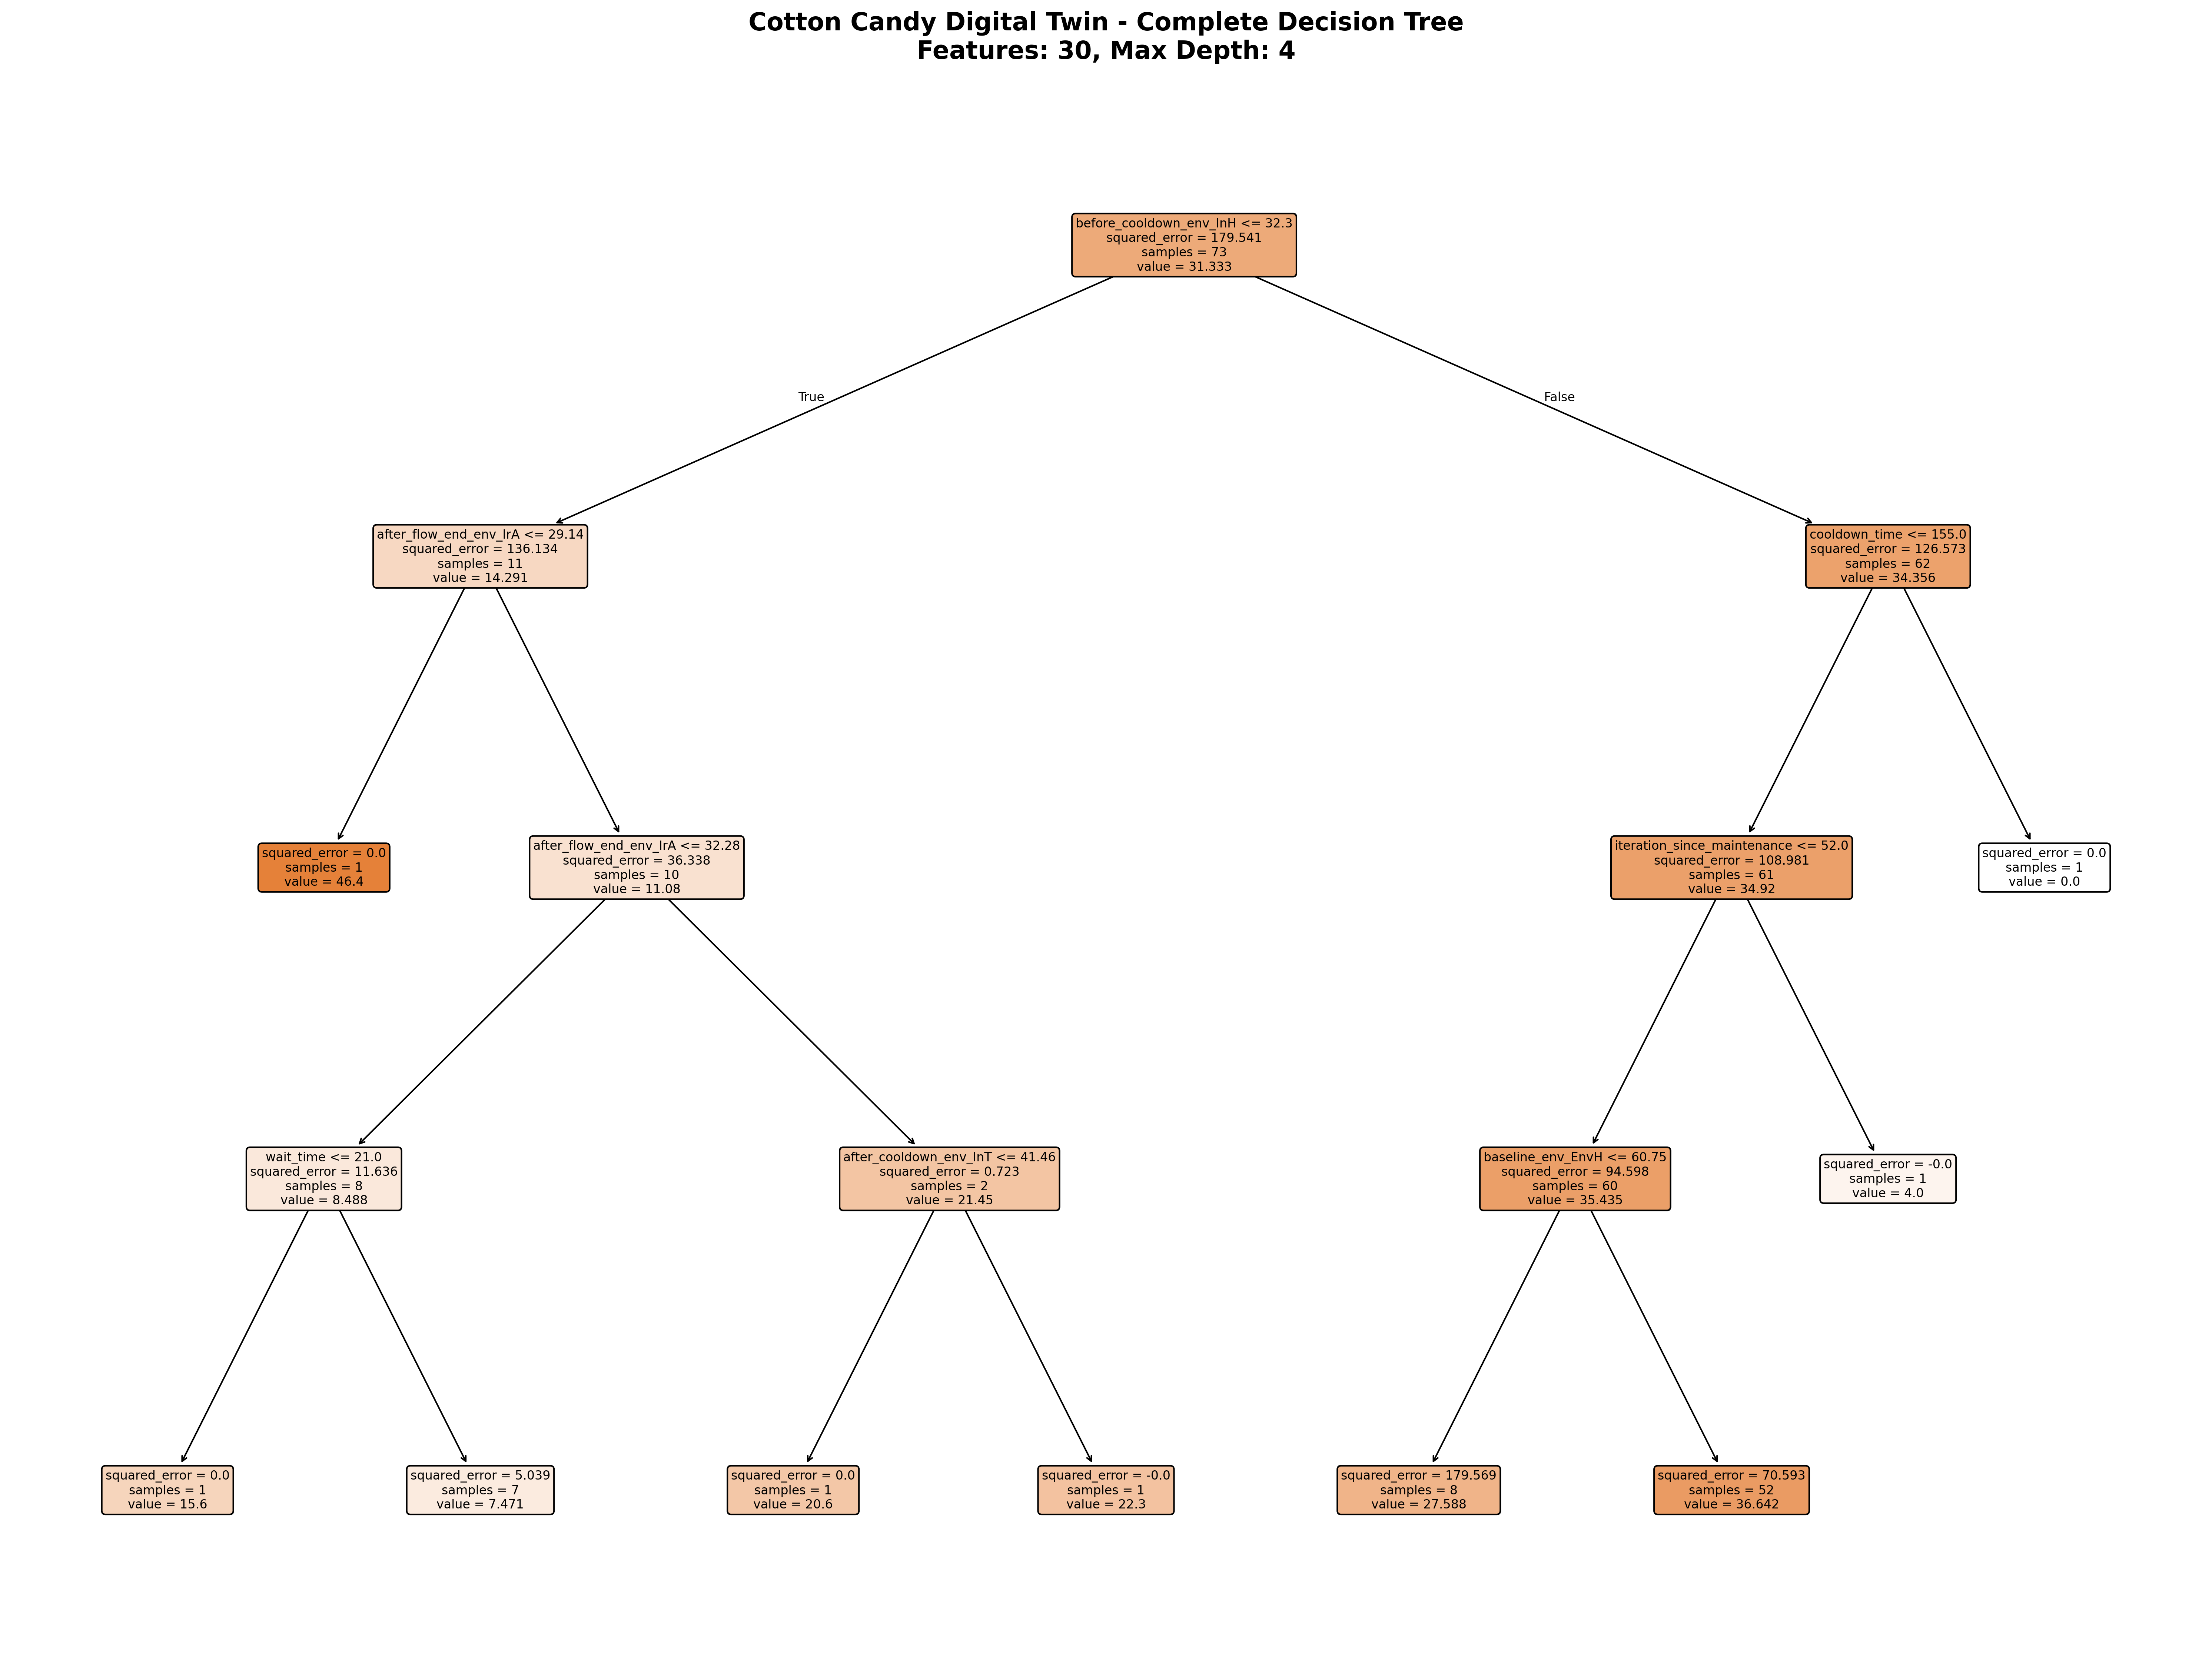 Cotton Candy Digital Twin - Complete Decision Tree
Features: 30, Max Depth: 4
before_cooldown_env_InH <= 32.3
squared_error = 179.541
samples = 73
value = 31.333
True
False
after_flow_end_env_IrA <= 29.14
squared_error = 136.134
samples = 11
value = 14.291
cooldown_time <= 155.0
squared_error = 126.573
samples = 62
value = 34.356
squared_error = 0.0
samples = 1
value = 46.4
after_flow_end_env_IrA <= 32.28
squared_error = 36.338
samples = 10
value = 11.08
iteration_since_maintenance <= 52.0
squared_error = 108.981
samples = 61
value = 34.92
squared_error = 0.0
samples = 1
value = 0.0
wait_time <= 21.0
squared_error = 11.636
samples = 8
value = 8.488
after_cooldown_env_InT <= 41.46
squared_error = 0.723
samples = 2
value = 21.45
baseline_env_EnvH <= 60.75
squared_error = 94.598
samples = 60
value = 35.435
squared_error = -0.0
samples = 1
value = 4.0
squared_error = 0.0
samples = 1
value = 15.6
squared_error = 5.039
samples = 7
value = 7.471
squared_error = 0.0
samples = 1
value = 20.6
squared_error = -0.0
samples = 1
value = 22.3
squared_error = 179.569
samples = 8
value = 27.588
squared_error = 70.593
samples = 52
value = 36.642